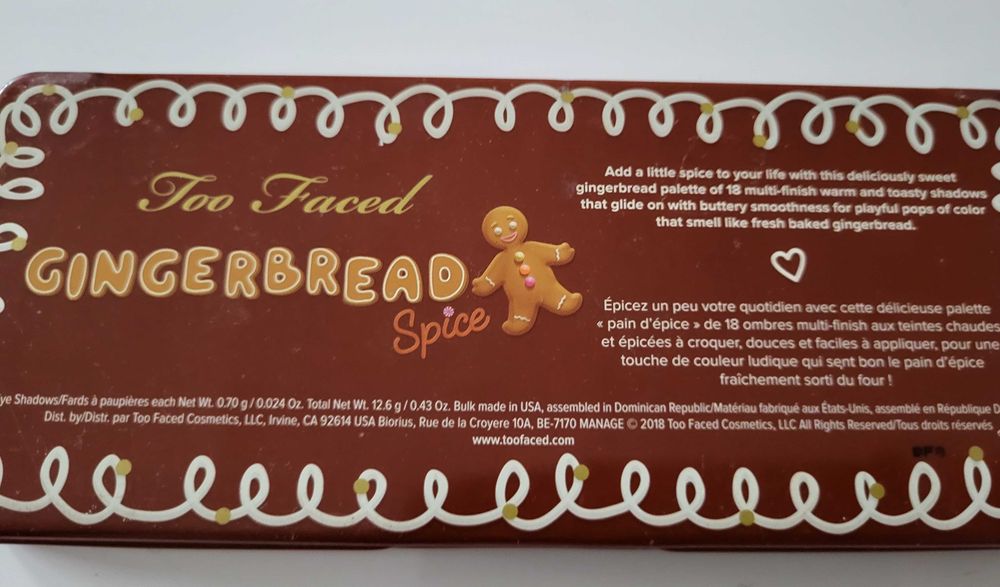 Too Faced
GINGERBREAD
Spice
Add a little spice to your life with this deliciously sweet
gingerbread palette of 18 multi-finish warm and toasty shadows
that glide on with buttery smoothness for playful pops of color
that smell like fresh baked gingerbread.
Épicez un peu votre quotidien avec cette délicieuse palette
« pain d'épice » de 18 ombres multi-finish aux teintes chaudes
et épicées à croquer, douces et faciles à appliquer, pour une
touche de couleur ludique qui sent bon le pain d'épice
fraîchement sorti du four !
ye Shadows/Fards à paupières each Net Wt. 0.70 g / 0.024 Oz. Total Net Wt. 12.6 g / 0.43 Oz. Bulk made in USA, assembled in Dominican Republic/Matériau fabriqué aux États-Unis, assemblé en République D
Dist. by/Distr. par Too Faced Cosmetics, LLC, Irvine, CA 92614 USA Biorius, Rue de la Croyere 10A, BE-7170 MANAGE © 2018 Too Faced Cosmetics, LLC All Rights Reserved/Tous droits réservés
www.toofaced.com